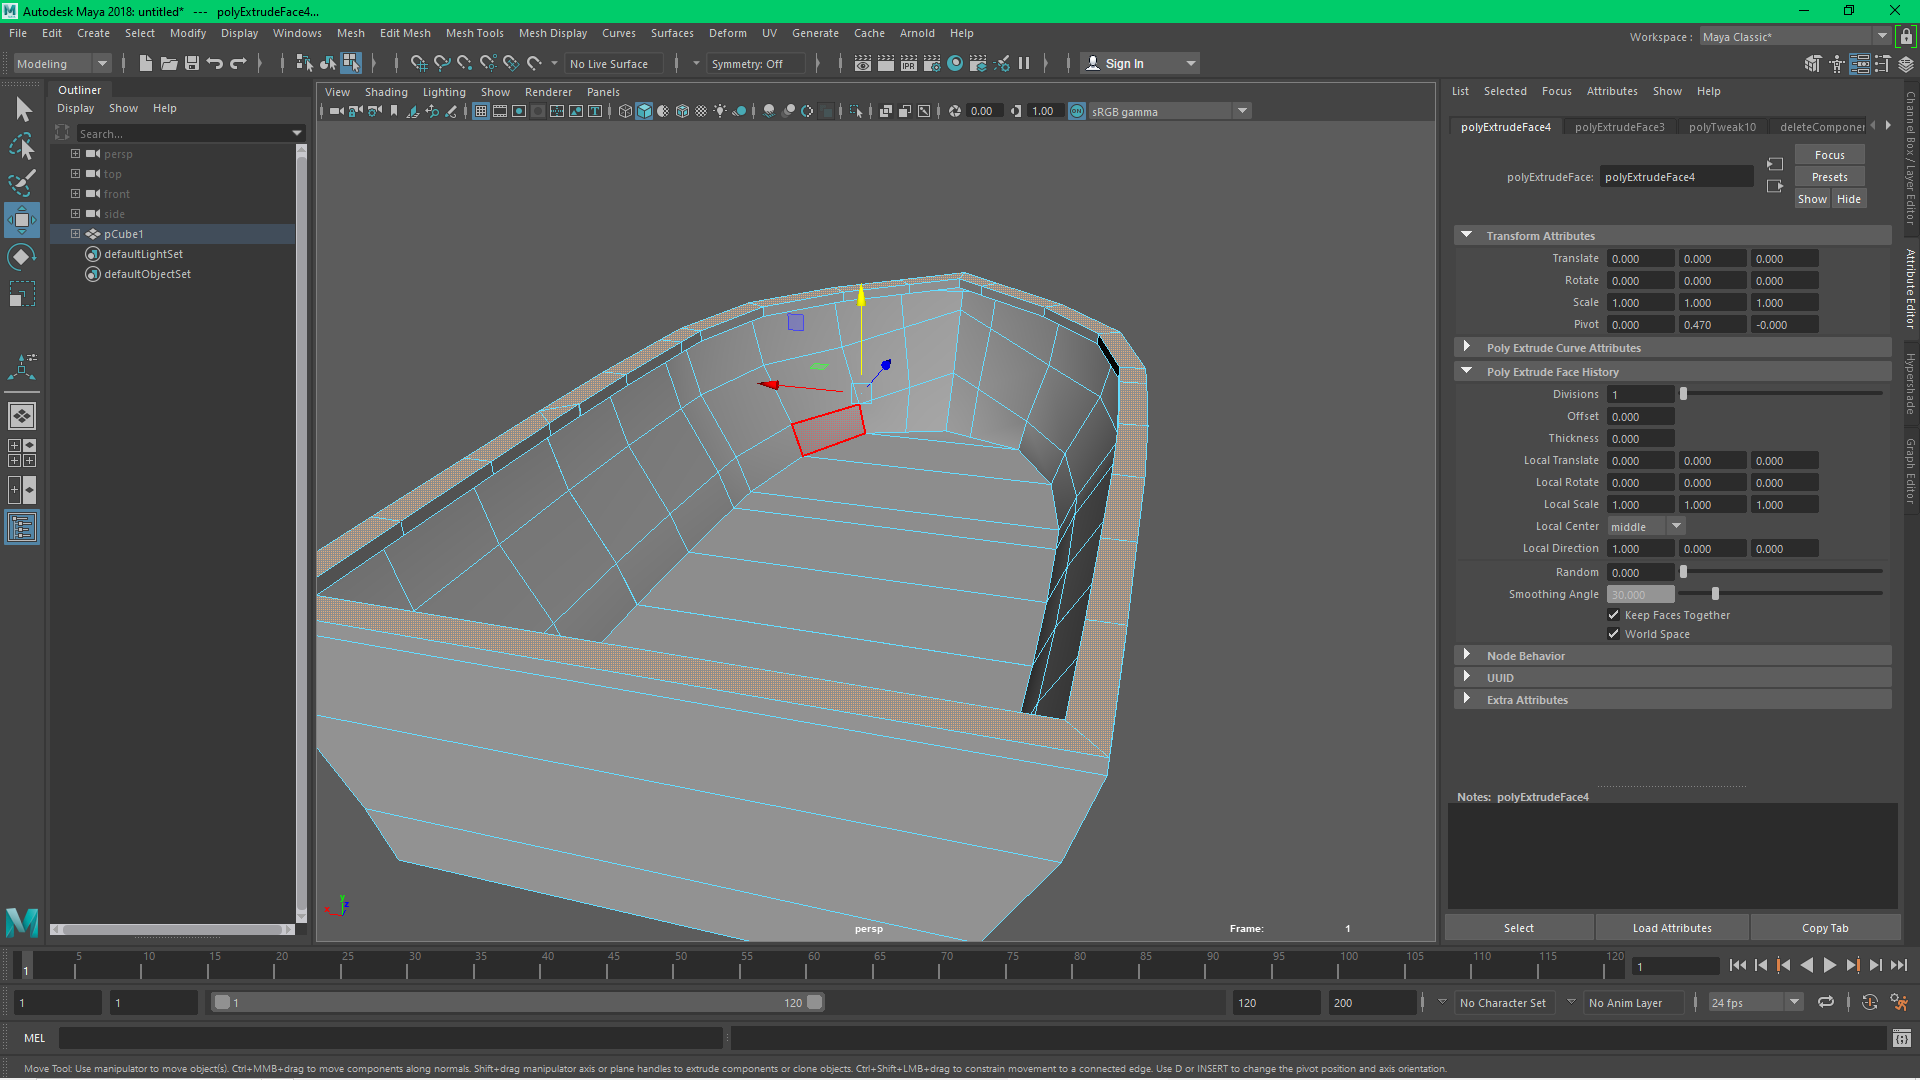 Autodesk Maya 2018: untitled*   ---   polyExtrudeFace4...
File Edit Create Select Modify Display Windows Mesh Edit Mesh Mesh Tools Mesh Display Curves Surfaces Deform UV Generate Cache Arnold Help
Workspace : Maya Classic*
Modeling No Live Surface Symmetry: Off IPR Sign In
Outliner
Display Show Help
Search...
persp
top
front
side
pCube1
defaultLightSet
defaultObjectSet
View Shading Lighting Show Renderer Panels
0.00 1.00 ON sRGB gamma
persp
Frame: 1
List Selected Focus Attributes Show Help
polyExtrudeFace4 polyExtrudeFace3 polyTweak10 deleteComponen
polyExtrudeFace: polyExtrudeFace4
Focus
Presets
Show Hide
Transform Attributes
Translate 0.000 0.000 0.000
Rotate 0.000 0.000 0.000
Scale 1.000 1.000 1.000
Pivot 0.000 0.470 -0.000
Poly Extrude Curve Attributes
Poly Extrude Face History
Divisions 1
Offset 0.000
Thickness 0.000
Local Translate 0.000 0.000 0.000
Local Rotate 0.000 0.000 0.000
Local Scale 1.000 1.000 1.000
Local Center middle
Local Direction 1.000 0.000 0.000
Random 0.000
Smoothing Angle 30.000
Keep Faces Together
World Space
Node Behavior
UUID
Extra Attributes
Notes: polyExtrudeFace4
Select Load Attributes Copy Tab
Channel Box / Layer Editor
Attribute Editor
Hypershade
Graph Editor
1 5 10 15 20 25 30 35 40 45 50 55 60 65 70 75 80 85 90 95 100 105 110 115 120 1
1 1 1 120 120 200 No Character Set No Anim Layer 24 fps
MEL
Move Tool: Use manipulator to move object(s). Ctrl+MMB+drag to move components along normals. Shift+drag manipulator axis or plane handles to extrude components or clone objects. Ctrl+Shift+LMB+drag to constrain movement to a connected edge. Use D or INSERT to change the pivot position and axis orientation.